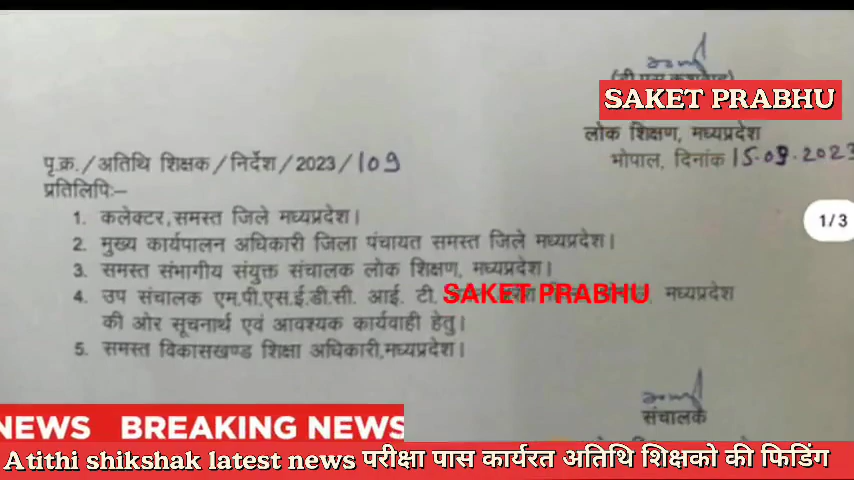 SAKET PRABHU
लोक शिक्षण, मध्यप्रदेश
भोपाल, दिनांक 15.09.2023
पृ.क्र./अतिथि शिक्षक/निर्देश/2023/109
प्रतिलिपिः–
1/3
1. कलेक्टर,समस्त जिले मध्यप्रदेश।
2. मुख्य कार्यपालन अधिकारी जिला पंचायत समस्त जिले मध्यप्रदेश।
3. समस्त संभागीय संयुक्त संचालक लोक शिक्षण, मध्यप्रदेश।
4. उप संचालक एम.पी.एस.ई.डी.सी. आई. टी. SAKET PRABHU मध्यप्रदेश
की ओर सूचनार्थ एवं आवश्यक कार्यवाही हेतु।
5. समस्त विकासखण्ड शिक्षा अधिकारी,मध्यप्रदेश।
संचालक
NEWS BREAKING NEWS
Atithi shikshak latest news परीक्षा पास कार्यरत अतिथि शिक्षको की फिडिंग